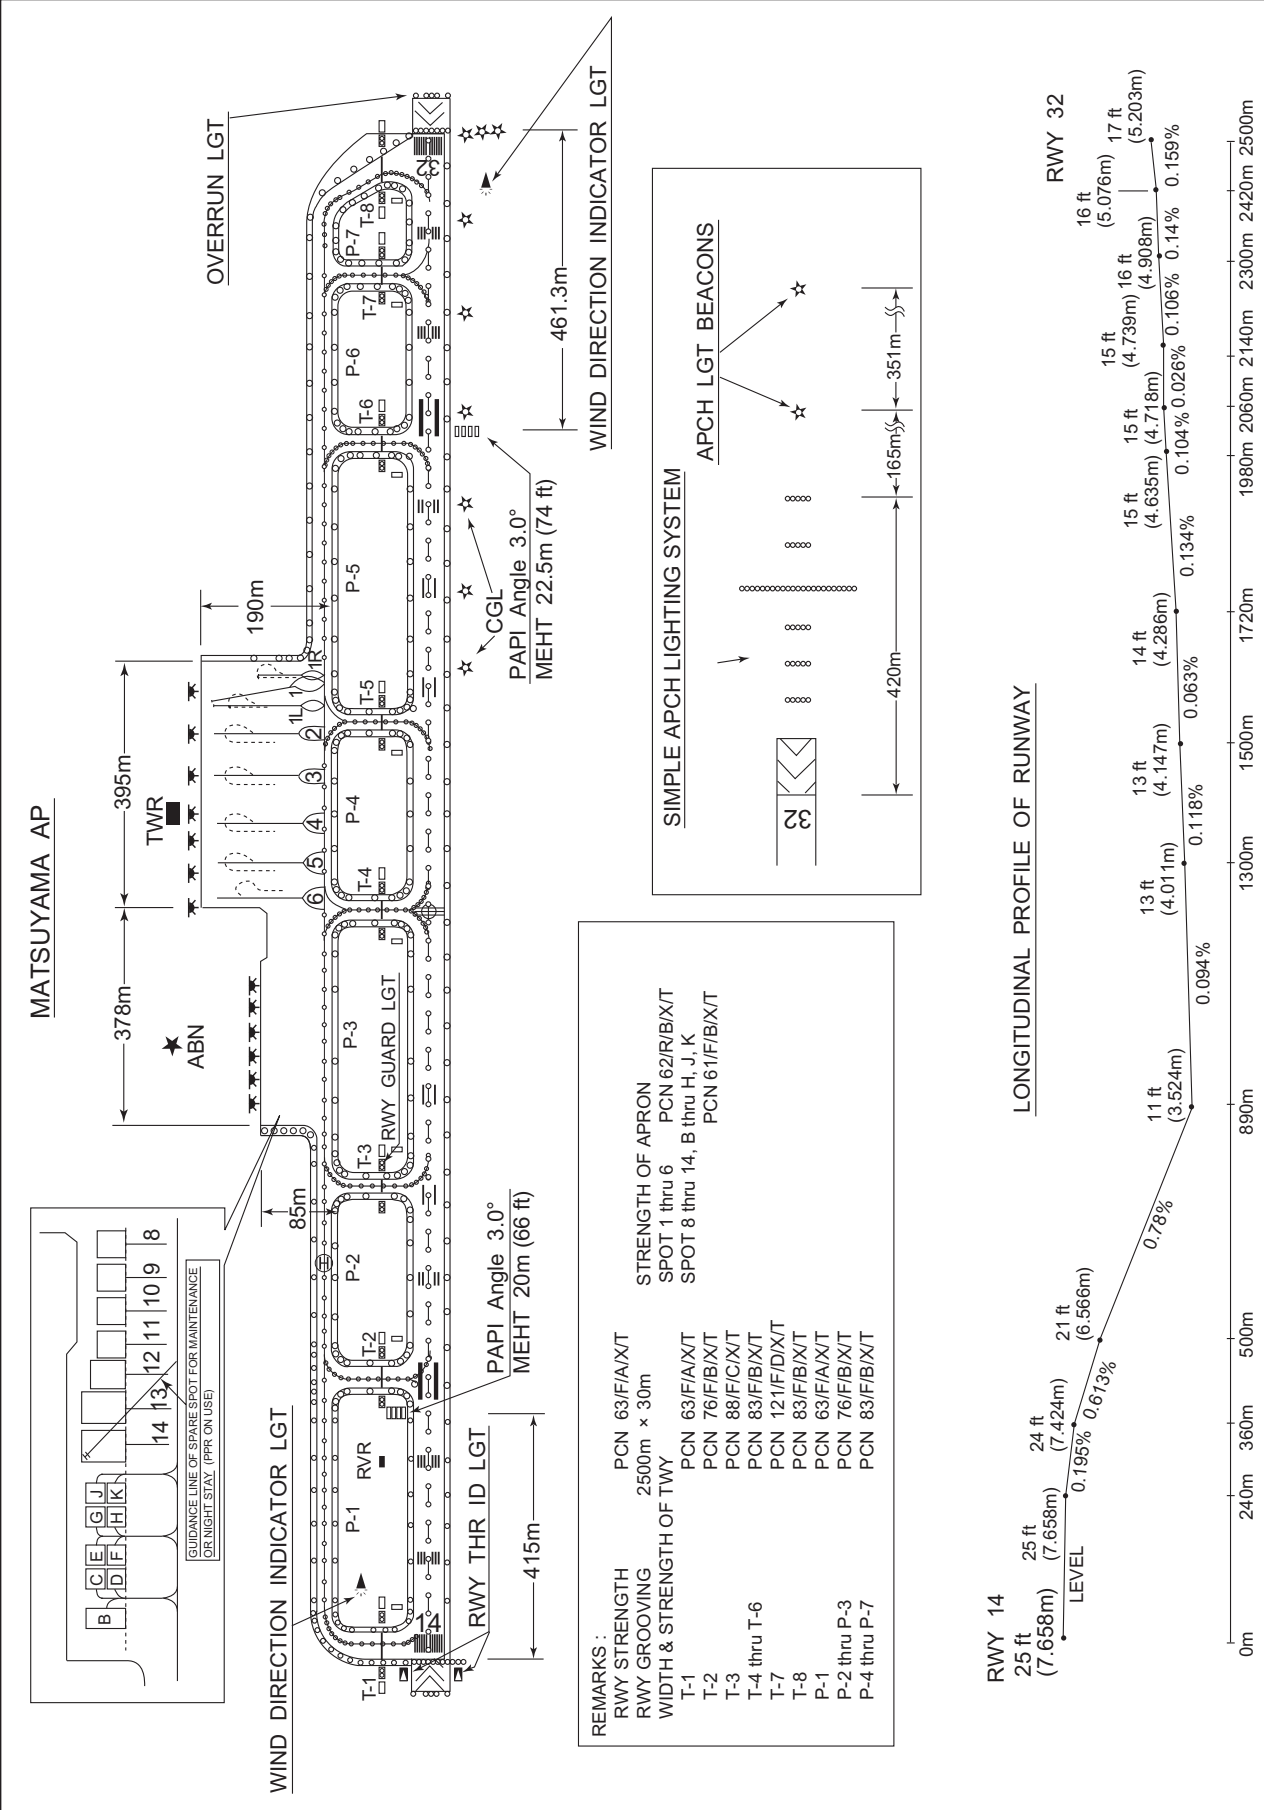 MATSUYAMA AP
B
C
E
D
F
G
J
H
K
14
13
12
11
10
9
8
GUIDANCE LINE OF SPARE SPOT FOR MAINTENANCE
OR NIGHT STAY (PPR ON USE)
378m
395m
ABN
TWR
85m
190m
OVERRUN LGT
6
5
4
3
2
1L
1
1R
WIND DIRECTION INDICATOR LGT
H
T-1
P-1
RVR
T-2
P-2
T-3
RWY GUARD LGT
P-3
T-4
P-4
T-5
P-5
T-6
P-6
T-7
P-7
T-8
14
32
RWY THR ID LGT
415m
PAPI Angle 3.0°
MEHT 20m (66 ft)
CGL
PAPI Angle 3.0°
MEHT 22.5m (74 ft)
461.3m
WIND DIRECTION INDICATOR LGT
REMARKS :
RWY STRENGTH PCN 63/F/A/X/T
RWY GROOVING 2500m × 30m
WIDTH & STRENGTH OF TWY
T-1 PCN 63/F/A/X/T
T-2 PCN 76/F/B/X/T
T-3 PCN 88/F/C/X/T
T-4 thru T-6 PCN 83/F/B/X/T
T-7 PCN 121/F/D/X/T
T-8 PCN 83/F/B/X/T
P-1 PCN 63/F/A/X/T
P-2 thru P-3 PCN 76/F/B/X/T
P-4 thru P-7 PCN 83/F/B/X/T
STRENGTH OF APRON
SPOT 1 thru 6 PCN 62/R/B/X/T
SPOT 8 thru 14, B thru H, J, K
PCN 61/F/B/X/T
SIMPLE APCH LIGHTING SYSTEM
APCH LGT BEACONS
32
420m
165m
351m
LONGITUDINAL PROFILE OF RUNWAY
RWY 14
RWY 32
25 ft
(7.658m)
LEVEL
25 ft
(7.658m)
0.195%
24 ft
(7.424m)
0.613%
21 ft
(6.566m)
0.78%
11 ft
(3.524m)
0.094%
13 ft
(4.011m)
0.118%
13 ft
(4.147m)
0.063%
14 ft
(4.286m)
0.134%
15 ft
(4.635m)
0.104%
15 ft
(4.718m)
0.026%
15 ft
(4.739m)
0.106%
16 ft
(4.908m)
0.14%
16 ft
(5.076m)
0.159%
17 ft
(5.203m)
0m 240m 360m 500m 890m 1300m 1500m 1720m 1980m 2060m 2140m 2300m 2420m 2500m